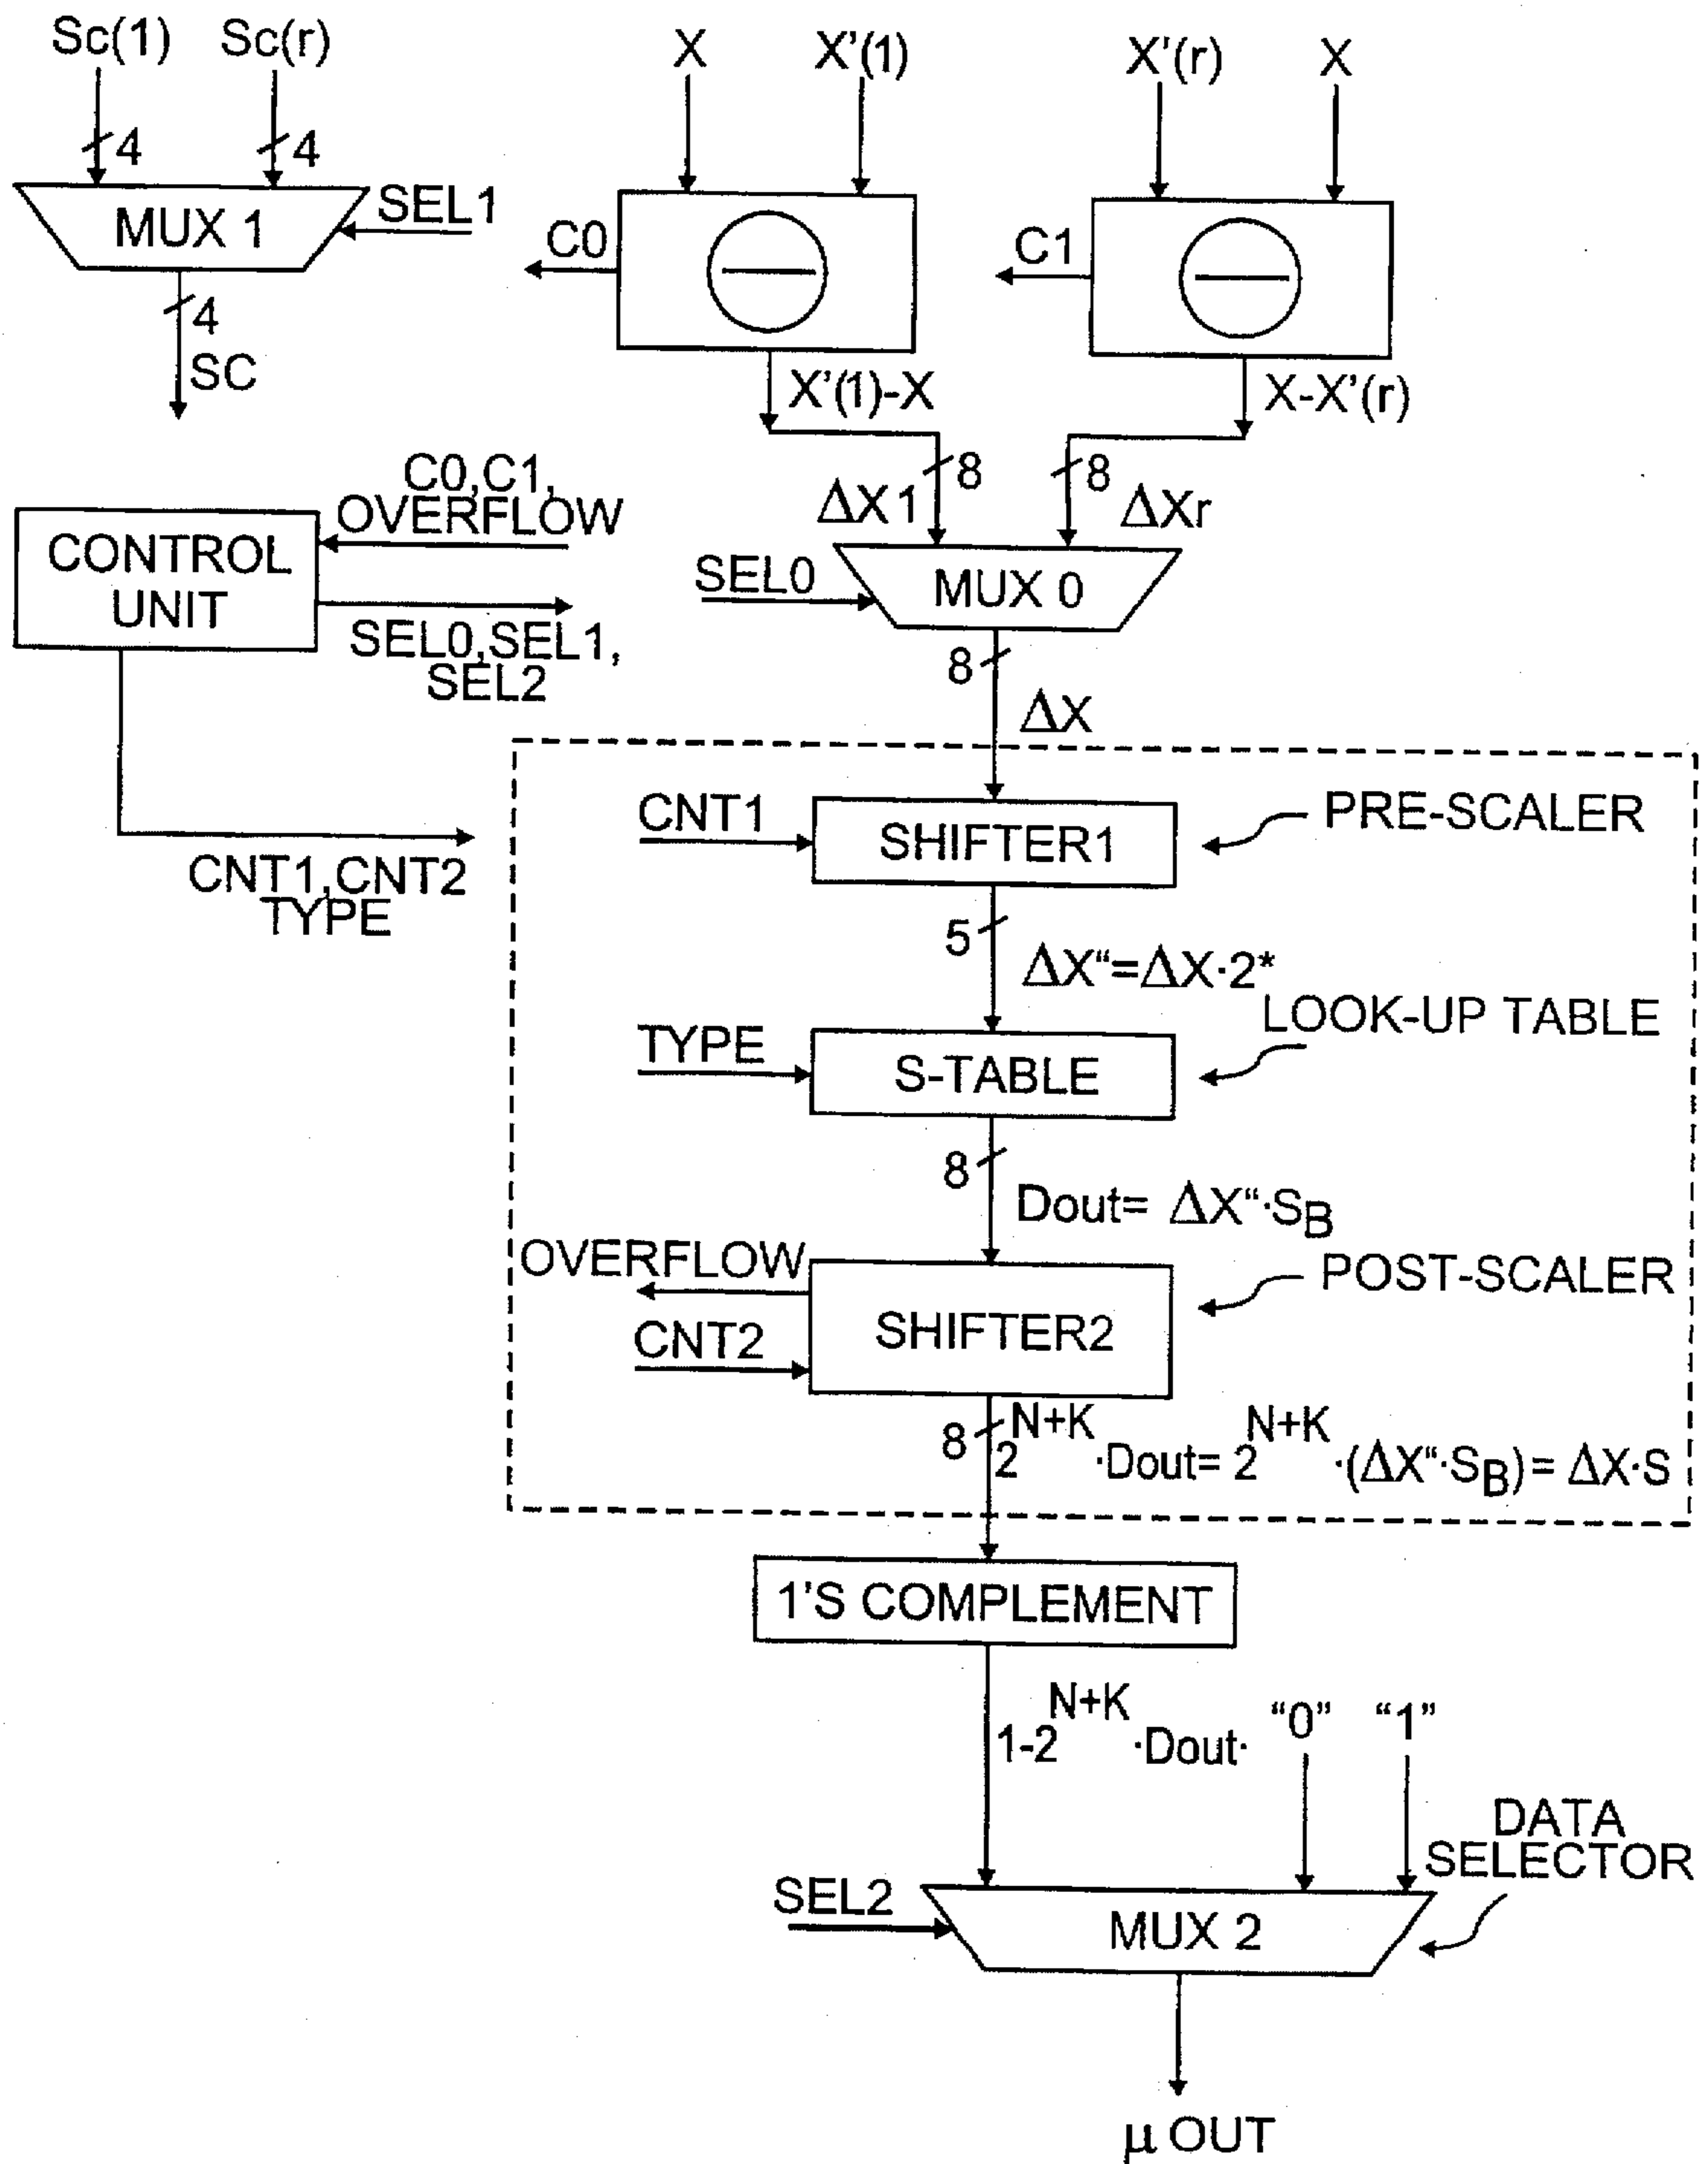 Sc(1) Sc(r) X X'(1) X'(r) X
4 4
MUX 1 SEL1 C0 C1
4
SC
X'(1)-X X-X'(r)
8 8
ΔX1 ΔXr
C0,C1,
OVERFLOW
CONTROL
UNIT
SEL0,SEL1,
SEL2
SEL0 MUX 0
8
ΔX
CNT1,CNT2
TYPE
CNT1 SHIFTER1 PRE-SCALER
5
ΔX“=ΔX·2*
LOOK-UP TABLE
TYPE S-TABLE
8
Dout= ΔX“·SB
OVERFLOW
POST-SCALER
SHIFTER2
CNT2
8 2^N+K ·Dout= 2^N+K ·(ΔX“·SB)= ΔX·S
1'S COMPLEMENT
1-2^N+K ·Dout· “0” “1”
DATA
SELECTOR
SEL2 MUX 2
μ OUT